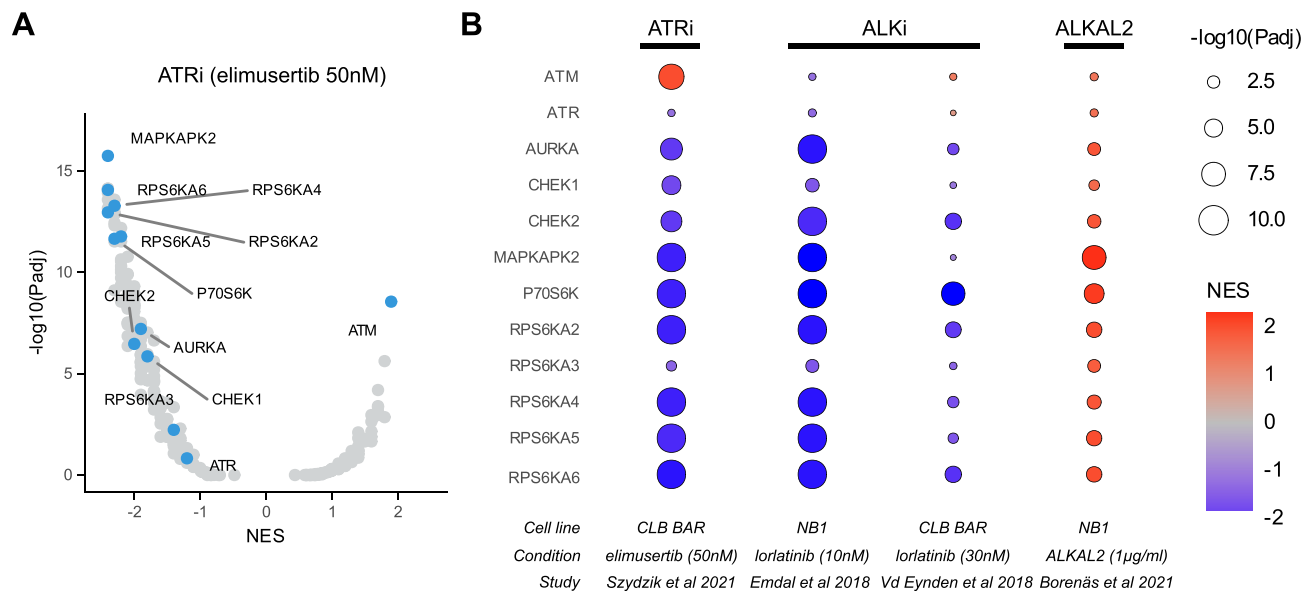 A
ATRi (elimusertib 50nM)
MAPKAPK2
RPS6KA6
RPS6KA4
RPS6KA5
RPS6KA2
CHEK2
P70S6K
ATM
AURKA
RPS6KA3
CHEK1
ATR
-log10(Padj)
15
10
5
0
-2
-1
0
1
2
NES
B
ATRi
ALKi
ALKAL2
ATM
ATR
AURKA
CHEK1
CHEK2
MAPKAPK2
P70S6K
RPS6KA2
RPS6KA3
RPS6KA4
RPS6KA5
RPS6KA6
Cell line CLB BAR NB1 CLB BAR NB1
Condition elimusertib (50nM) lorlatinib (10nM) lorlatinib (30nM) ALKAL2 (1µg/ml)
Study Szydzik et al 2021 Emdal et al 2018 Vd Eynden et al 2018 Borenäs et al 2021
-log10(Padj)
2.5
5.0
7.5
10.0
NES
2
1
0
-1
-2